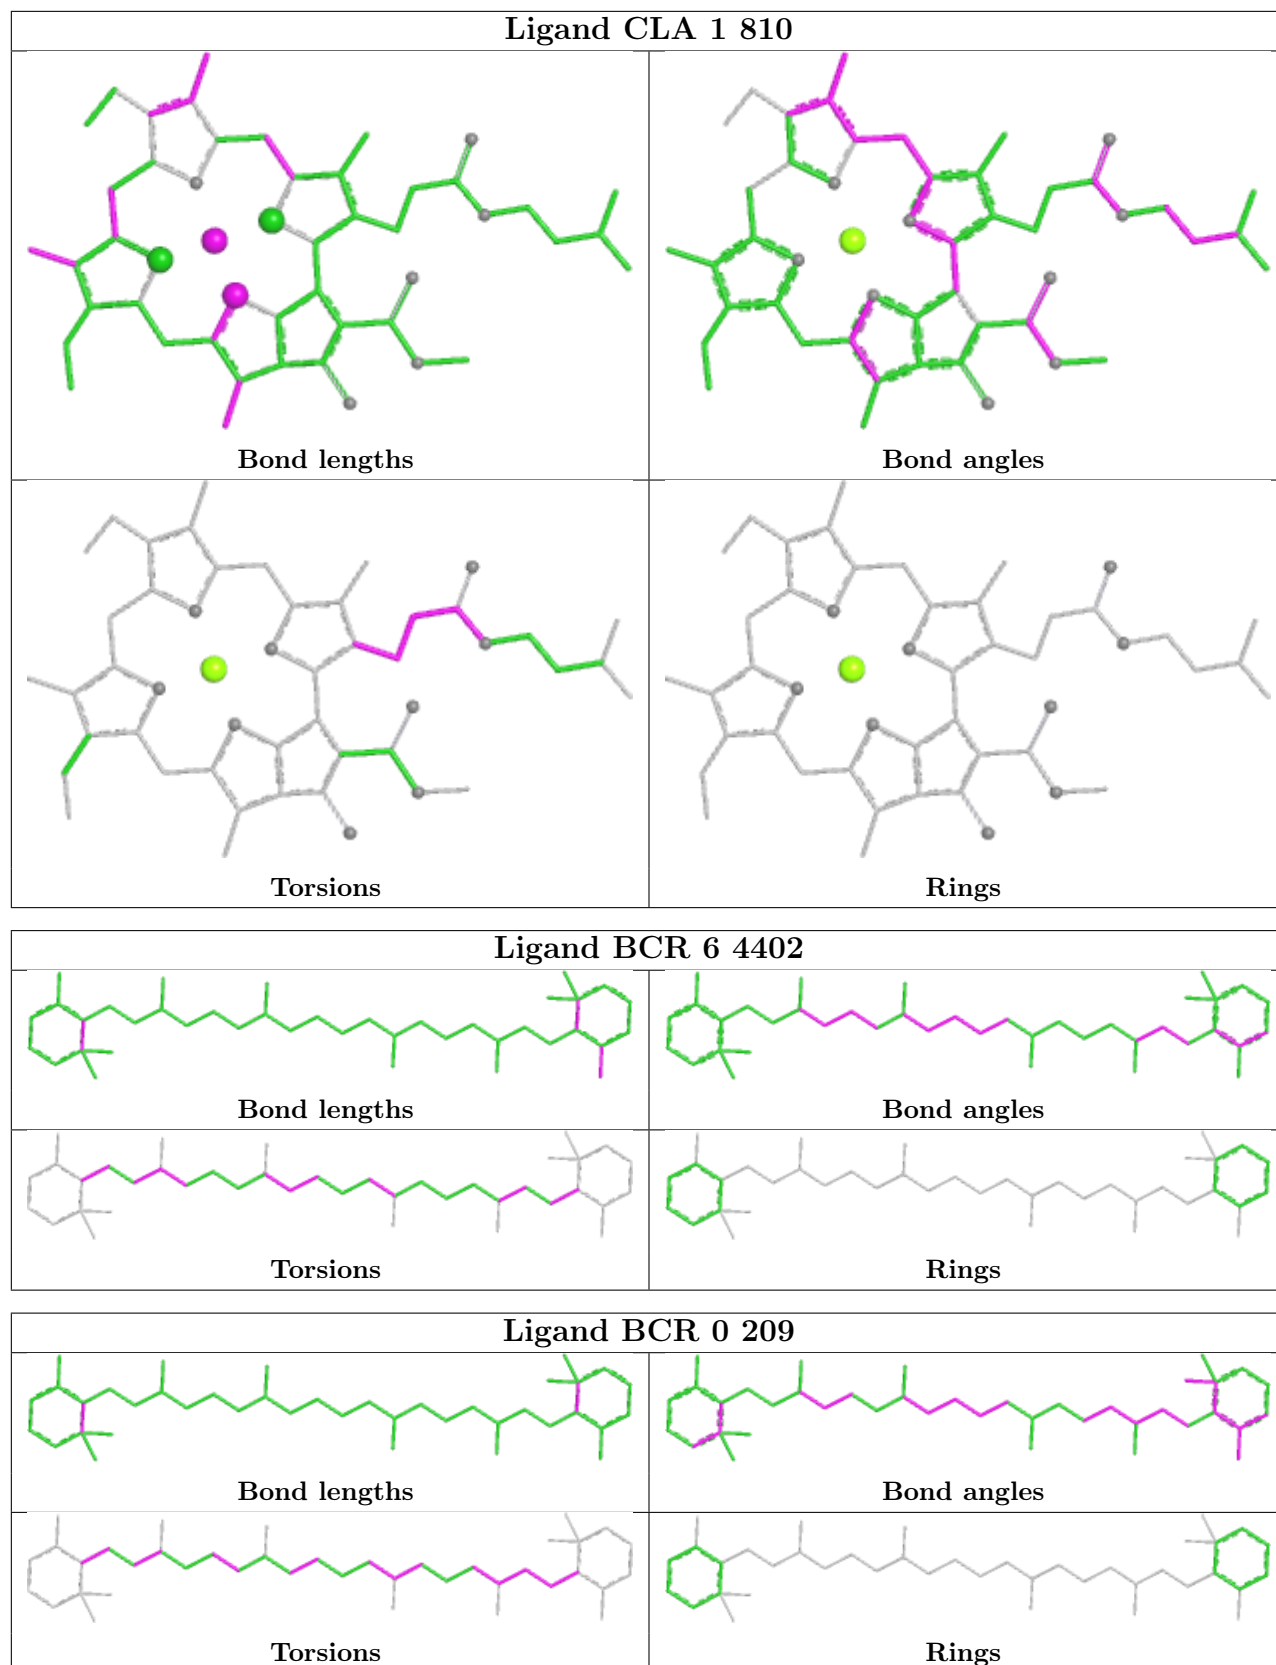 Ligand CLA 1 810
Bond lengths
Bond angles
Torsions
Rings
Ligand BCR 6 4402
Bond lengths
Bond angles
Torsions
Rings
Ligand BCR 0 209
Bond lengths
Bond angles
Torsions
Rings